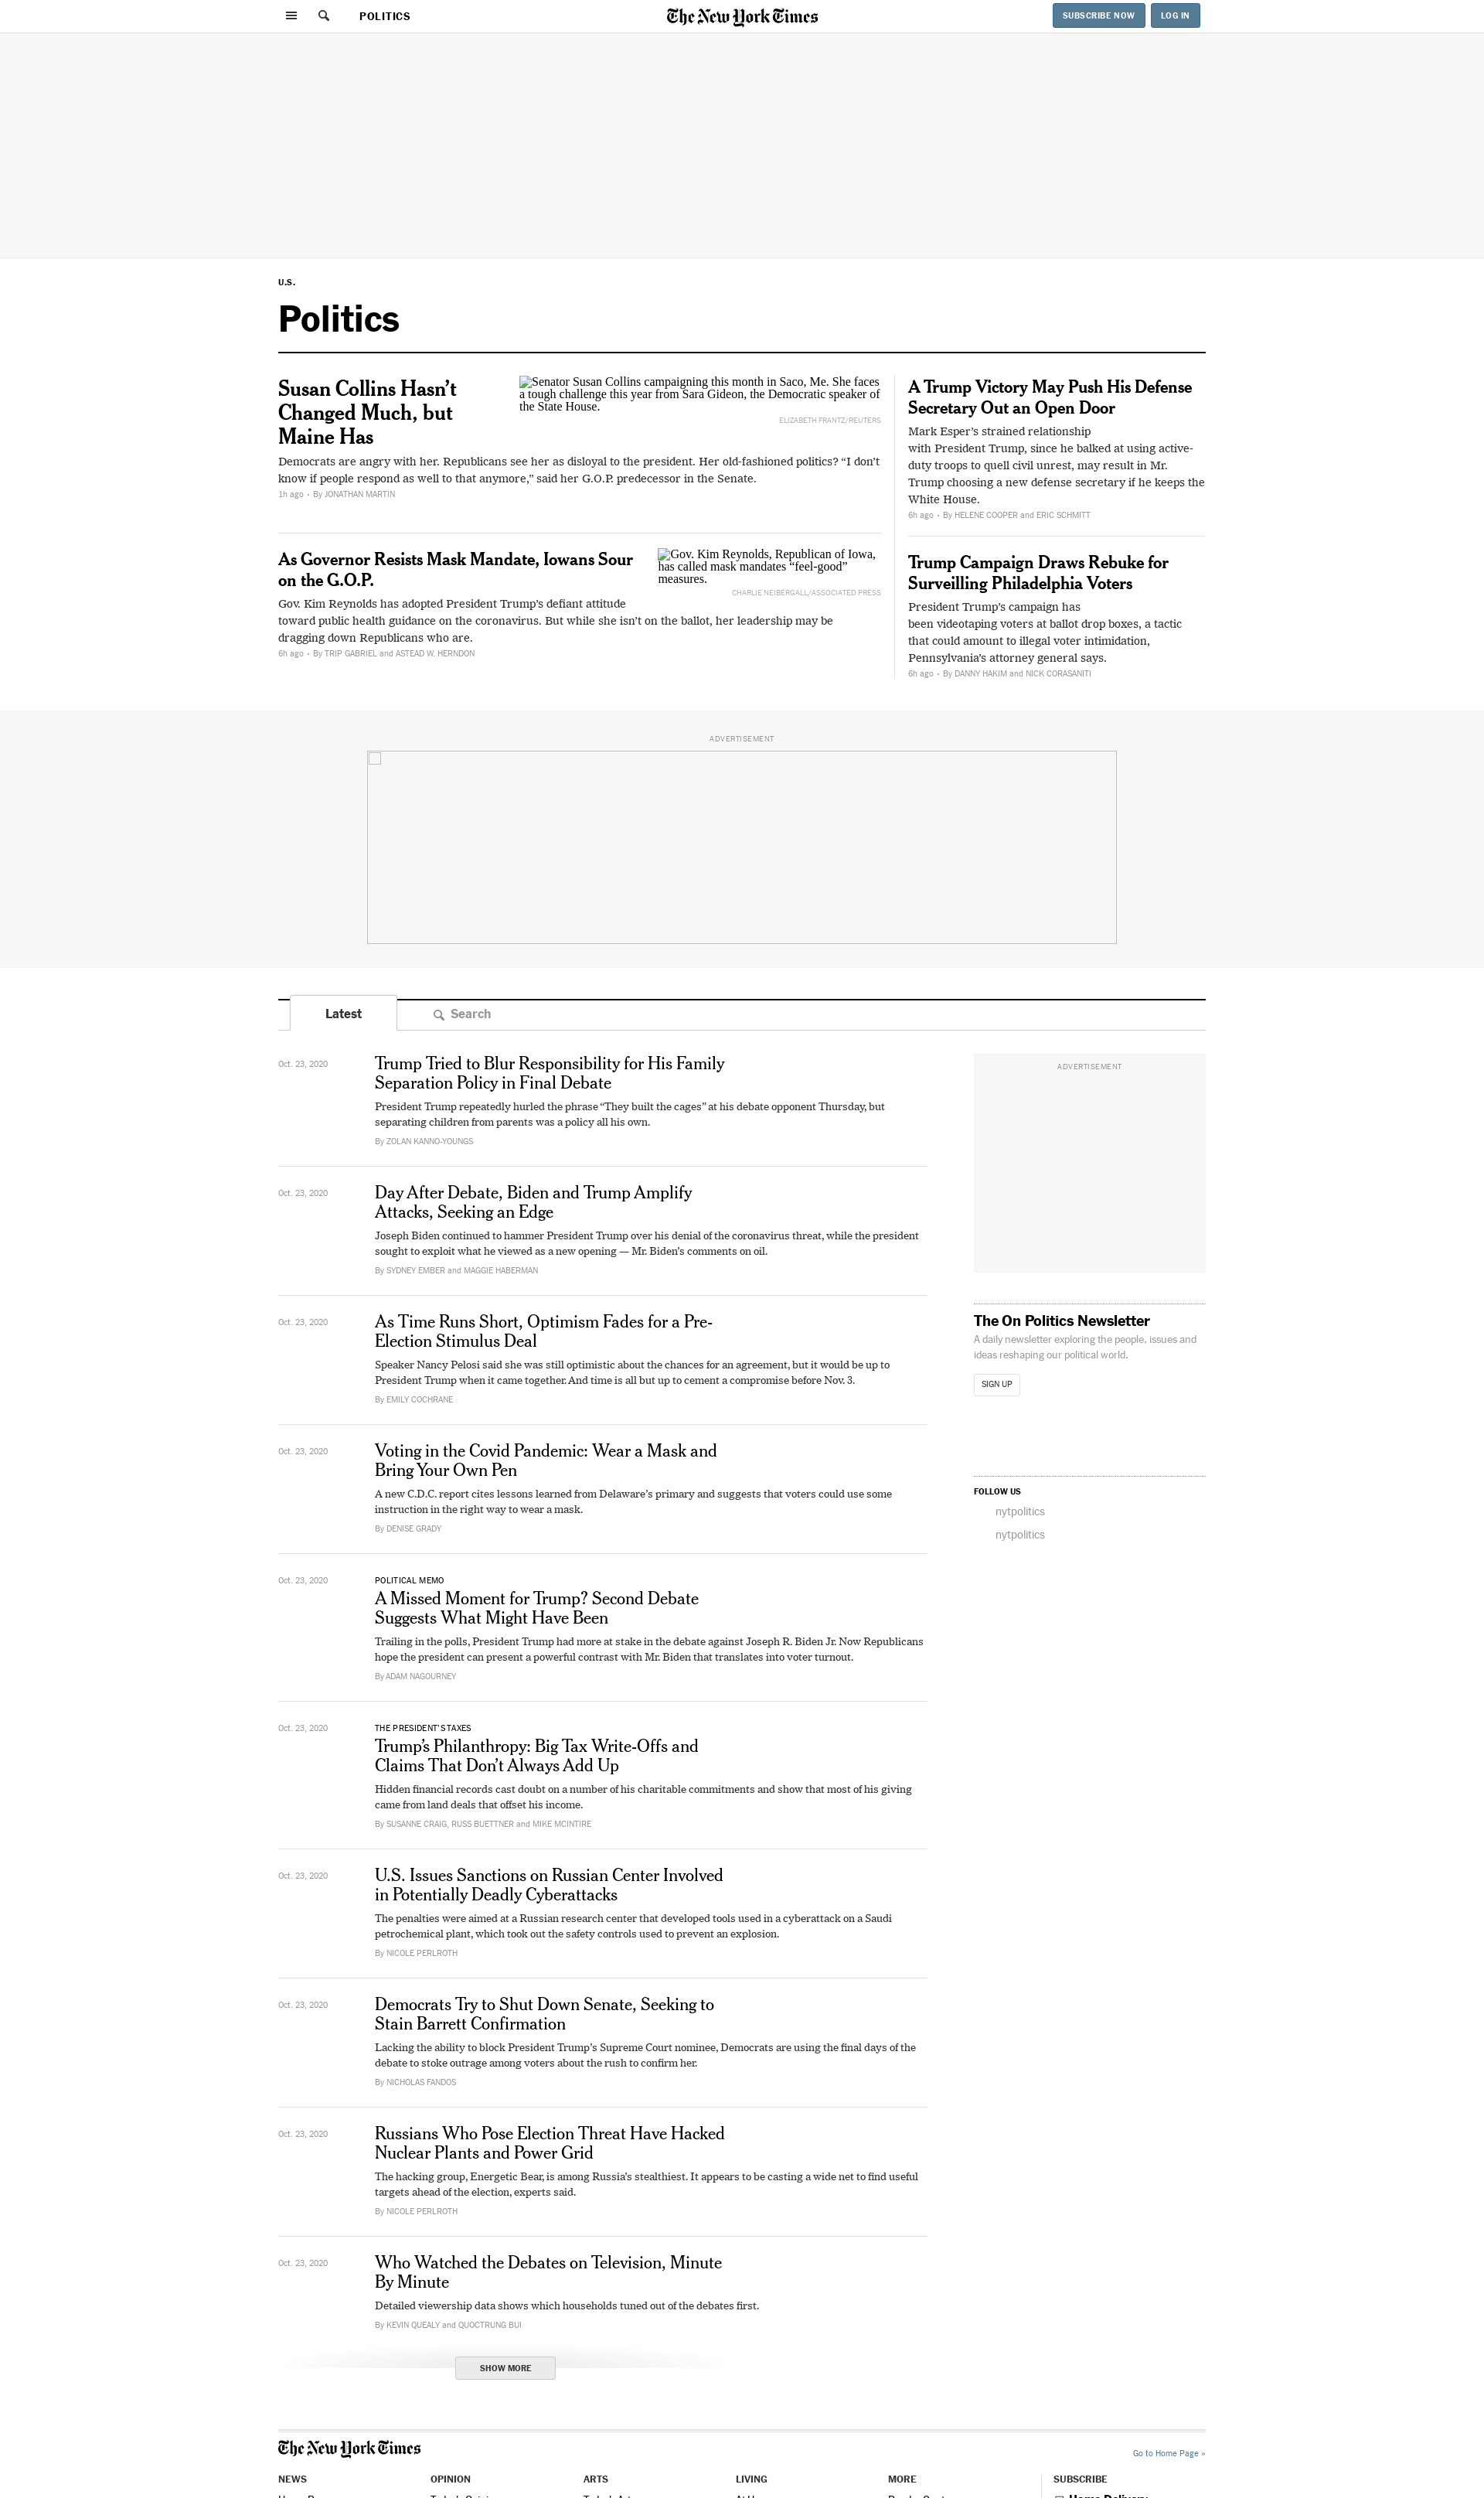 POLITICS
The New York Times
SUBSCRIBE NOW
LOG IN
U.S.
Politics
Susan Collins Hasn’t
Changed Much, but
Maine Has
Senator Susan Collins campaigning this month in Saco, Me. She faces
a tough challenge this year from Sara Gideon, the Democratic speaker of
the State House.
ELIZABETH FRANTZ/REUTERS
Democrats are angry with her. Republicans see her as disloyal to the president. Her old-fashioned politics? “I don’t
know if people respond as well to that anymore,” said her G.O.P. predecessor in the Senate.
1h ago • By JONATHAN MARTIN
As Governor Resists Mask Mandate, Iowans Sour
on the G.O.P.
Gov. Kim Reynolds, Republican of Iowa,
has called mask mandates “feel-good”
measures.
CHARLIE NEIBERGALL/ASSOCIATED PRESS
Gov. Kim Reynolds has adopted President Trump’s defiant attitude
toward public health guidance on the coronavirus. But while she isn’t on the ballot, her leadership may be
dragging down Republicans who are.
6h ago • By TRIP GABRIEL and ASTEAD W. HERNDON
A Trump Victory May Push His Defense
Secretary Out an Open Door
Mark Esper’s strained relationship
with President Trump, since he balked at using active-
duty troops to quell civil unrest, may result in Mr.
Trump choosing a new defense secretary if he keeps the
White House.
6h ago • By HELENE COOPER and ERIC SCHMITT
Trump Campaign Draws Rebuke for
Surveilling Philadelphia Voters
President Trump’s campaign has
been videotaping voters at ballot drop boxes, a tactic
that could amount to illegal voter intimidation,
Pennsylvania’s attorney general says.
6h ago • By DANNY HAKIM and NICK CORASANITI
ADVERTISEMENT
Latest
Search
Oct. 23, 2020
Trump Tried to Blur Responsibility for His Family
Separation Policy in Final Debate
President Trump repeatedly hurled the phrase “They built the cages” at his debate opponent Thursday, but
separating children from parents was a policy all his own.
By ZOLAN KANNO-YOUNGS
Oct. 23, 2020
Day After Debate, Biden and Trump Amplify
Attacks, Seeking an Edge
Joseph Biden continued to hammer President Trump over his denial of the coronavirus threat, while the president
sought to exploit what he viewed as a new opening — Mr. Biden’s comments on oil.
By SYDNEY EMBER and MAGGIE HABERMAN
Oct. 23, 2020
As Time Runs Short, Optimism Fades for a Pre-
Election Stimulus Deal
Speaker Nancy Pelosi said she was still optimistic about the chances for an agreement, but it would be up to
President Trump when it came together. And time is all but up to cement a compromise before Nov. 3.
By EMILY COCHRANE
Oct. 23, 2020
Voting in the Covid Pandemic: Wear a Mask and
Bring Your Own Pen
A new C.D.C. report cites lessons learned from Delaware’s primary and suggests that voters could use some
instruction in the right way to wear a mask.
By DENISE GRADY
Oct. 23, 2020
POLITICAL MEMO
A Missed Moment for Trump? Second Debate
Suggests What Might Have Been
Trailing in the polls, President Trump had more at stake in the debate against Joseph R. Biden Jr. Now Republicans
hope the president can present a powerful contrast with Mr. Biden that translates into voter turnout.
By ADAM NAGOURNEY
Oct. 23, 2020
THE PRESIDENT’S TAXES
Trump’s Philanthropy: Big Tax Write-Offs and
Claims That Don’t Always Add Up
Hidden financial records cast doubt on a number of his charitable commitments and show that most of his giving
came from land deals that offset his income.
By SUSANNE CRAIG, RUSS BUETTNER and MIKE MCINTIRE
Oct. 23, 2020
U.S. Issues Sanctions on Russian Center Involved
in Potentially Deadly Cyberattacks
The penalties were aimed at a Russian research center that developed tools used in a cyberattack on a Saudi
petrochemical plant, which took out the safety controls used to prevent an explosion.
By NICOLE PERLROTH
Oct. 23, 2020
Democrats Try to Shut Down Senate, Seeking to
Stain Barrett Confirmation
Lacking the ability to block President Trump’s Supreme Court nominee, Democrats are using the final days of the
debate to stoke outrage among voters about the rush to confirm her.
By NICHOLAS FANDOS
Oct. 23, 2020
Russians Who Pose Election Threat Have Hacked
Nuclear Plants and Power Grid
The hacking group, Energetic Bear, is among Russia’s stealthiest. It appears to be casting a wide net to find useful
targets ahead of the election, experts said.
By NICOLE PERLROTH
Oct. 23, 2020
Who Watched the Debates on Television, Minute
By Minute
Detailed viewership data shows which households tuned out of the debates first.
By KEVIN QUEALY and QUOCTRUNG BUI
SHOW MORE
ADVERTISEMENT
The On Politics Newsletter
A daily newsletter exploring the people, issues and
ideas reshaping our political world.
SIGN UP
FOLLOW US
nytpolitics
nytpolitics
The New York Times
Go to Home Page »
NEWS
OPINION
ARTS
LIVING
MORE
SUBSCRIBE